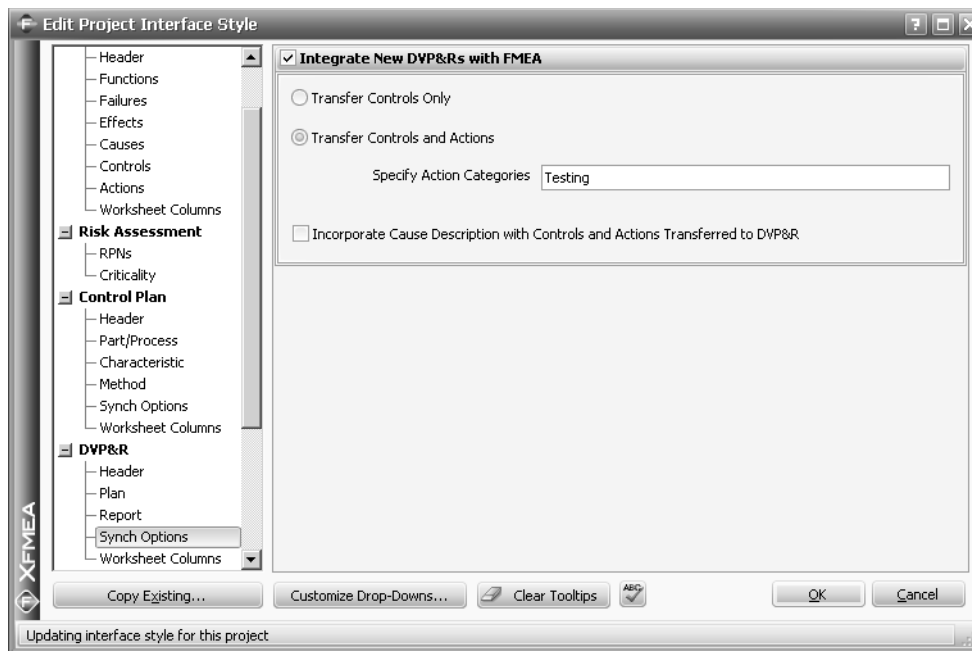 Edit Project Interface Style
Header
Functions
Failures
Effects
Causes
Controls
Actions
Worksheet Columns
Risk Assessment
RPNs
Criticality
Control Plan
Header
Part/Process
Characteristic
Method
Synch Options
Worksheet Columns
DVP&R
Header
Plan
Report
Synch Options
Worksheet Columns
Integrate New DVP&Rs with FMEA
Transfer Controls Only
Transfer Controls and Actions
Specify Action Categories Testing
Incorporate Cause Description with Controls and Actions Transferred to DVP&R
XFMEA
Copy Existing... Customize Drop-Downs... Clear Tooltips ABC OK Cancel
Updating interface style for this project